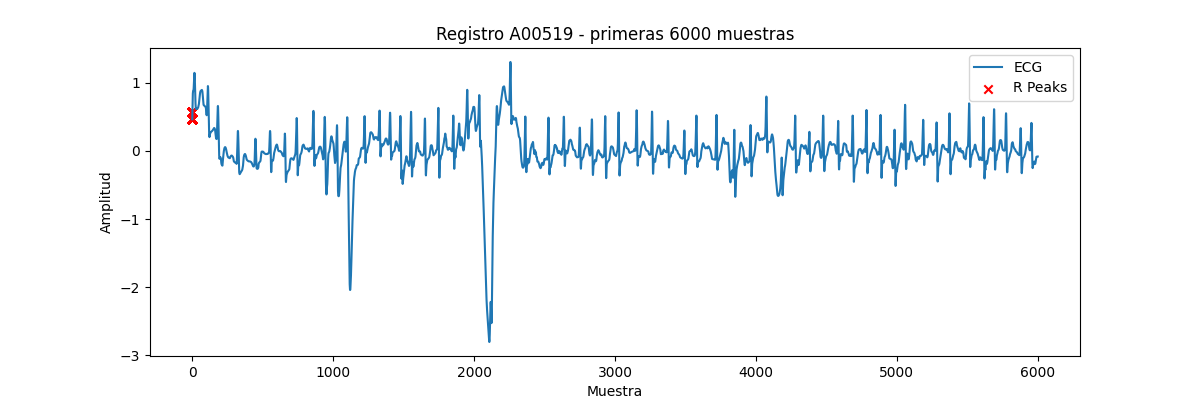 Registro A00519 - primeras 6000 muestras
ECG
R Peaks
Amplitud
1
0
−1
−2
−3
0 1000 2000 3000 4000 5000 6000
Muestra